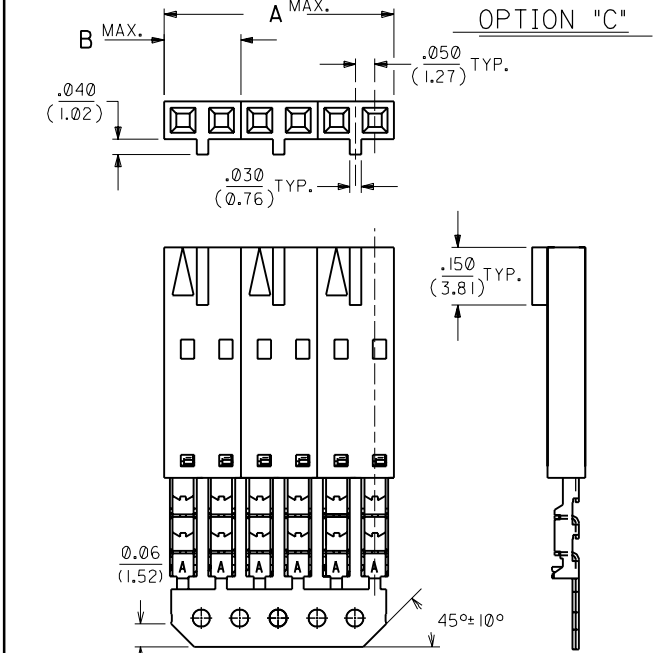 A MAX.
OPTION "C"
B MAX.
.050
(1.27) TYP.
.040
(1.02)
.030
(0.76) TYP.
.150
(3.81) TYP.
0.06
(1.52)
A A A A A A
45°±10°